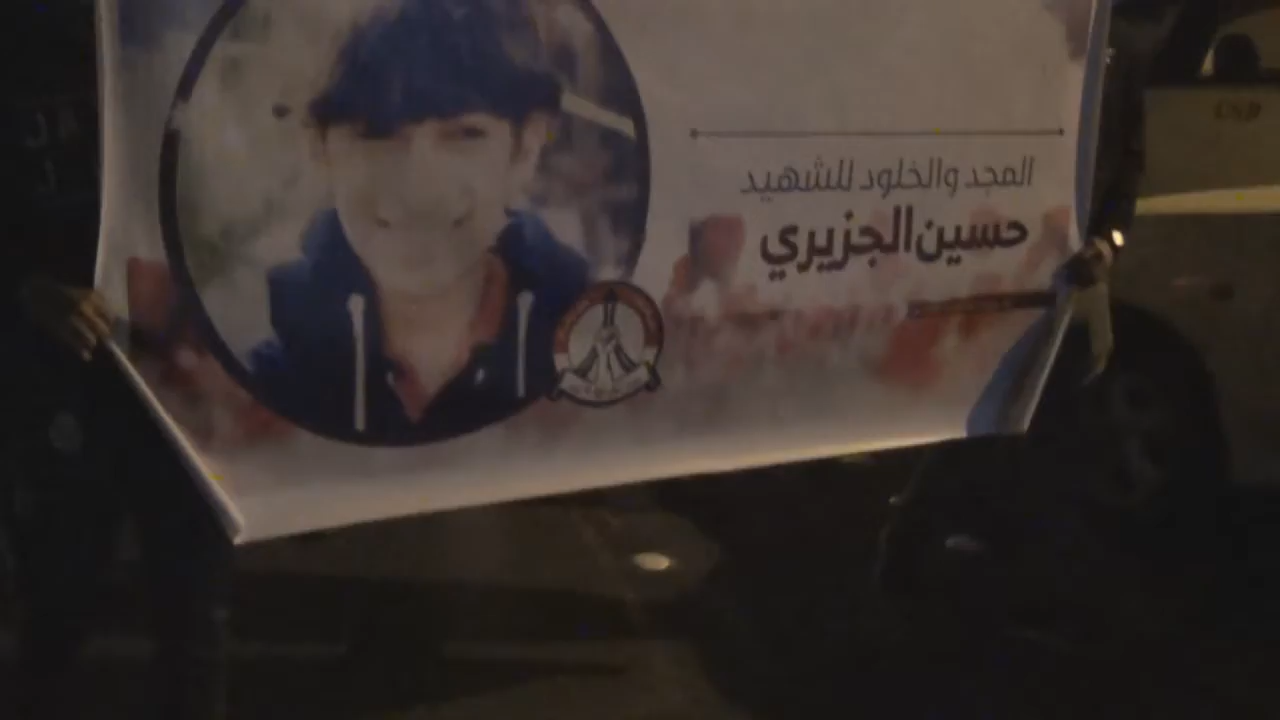 المجد والخلود للشهيد
حسين الجزيري